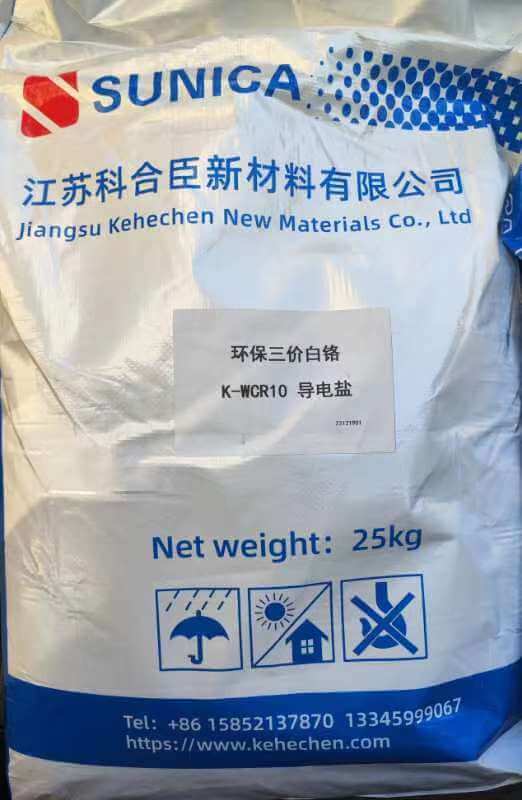 SUNICA
江苏科合臣新材料有限公司
Jiangsu Kehechen New Materials Co., Ltd
环保三价白铬
K-WCR10 导电盐
23121901
Net weight: 25kg
Tel: +86 15852137870 13345999067
https://www.kehechen.com